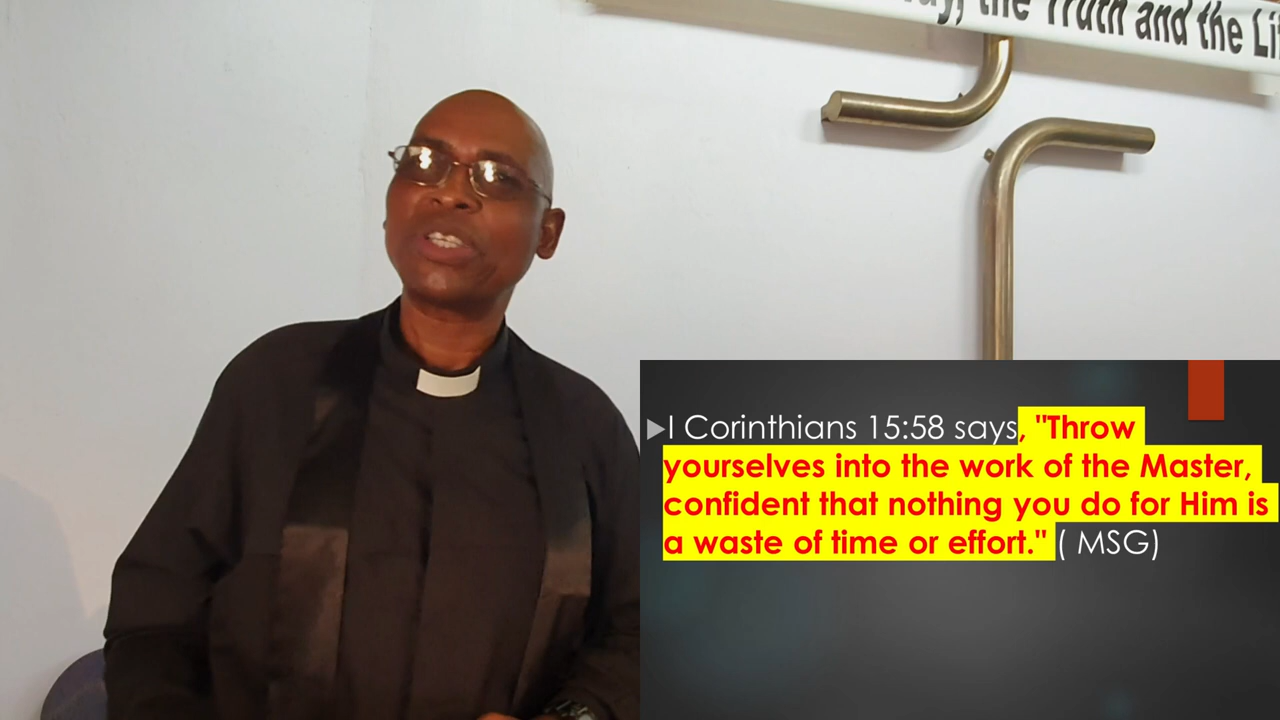 the Truth and the
I Corinthians 15:58 says, "Throw
yourselves into the work of the Master,
confident that nothing you do for Him is
a waste of time or effort." ( MSG)